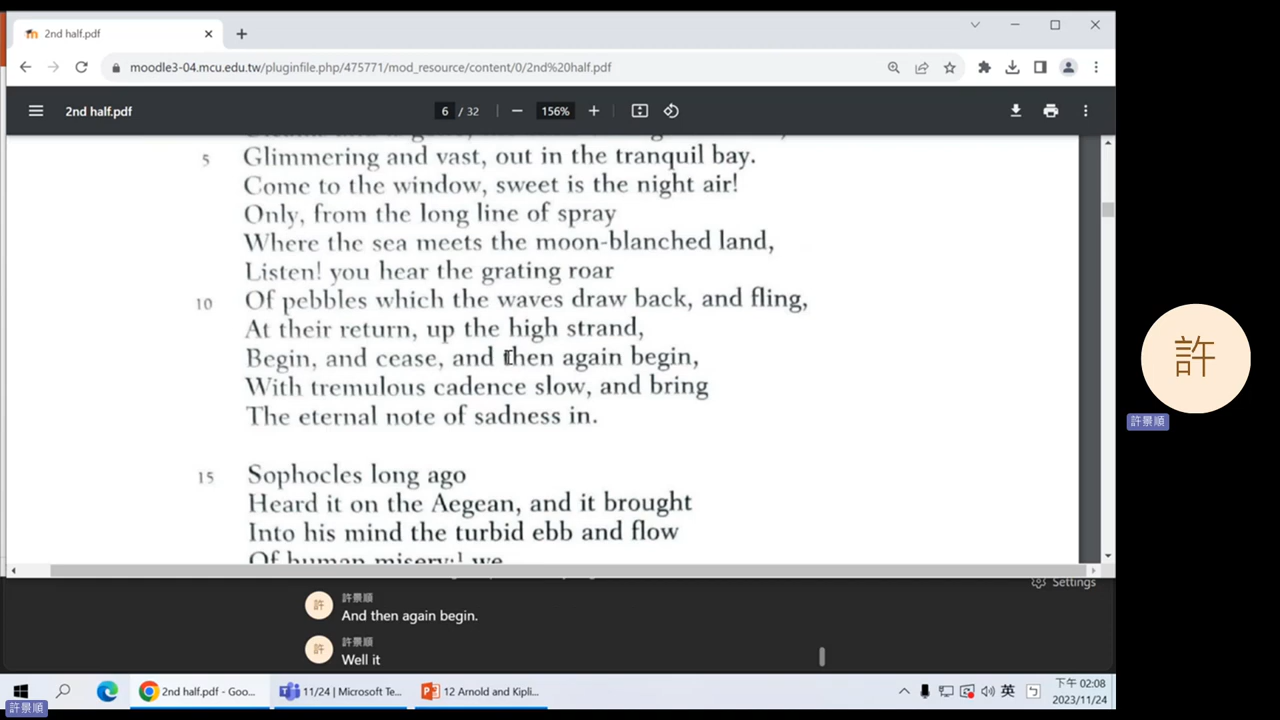 2nd half.pdf
moodle3-04.mcu.edu.tw/pluginfile.php/475771/mod_resource/content/0/2nd%20half.pdf
2nd half.pdf
6 / 32
156%
5 Glimmering and vast, out in the tranquil bay.
Come to the window, sweet is the night air!
Only, from the long line of spray
Where the sea meets the moon-blanched land,
Listen! you hear the grating roar
10 Of pebbles which the waves draw back, and fling,
At their return, up the high strand,
Begin, and cease, and then again begin,
With tremulous cadence slow, and bring
The eternal note of sadness in.
15 Sophocles long ago
Heard it on the Aegean, and it brought
Into his mind the turbid ebb and flow
Of human misery;¹ we
許
許景順
Settings
許 許景順
And then again begin.
許 許景順
Well it
2nd half.pdf - Goo...
11/24 | Microsoft Te...
12 Arnold and Kipli...
英
下午 02:08
2023/11/24
許景順